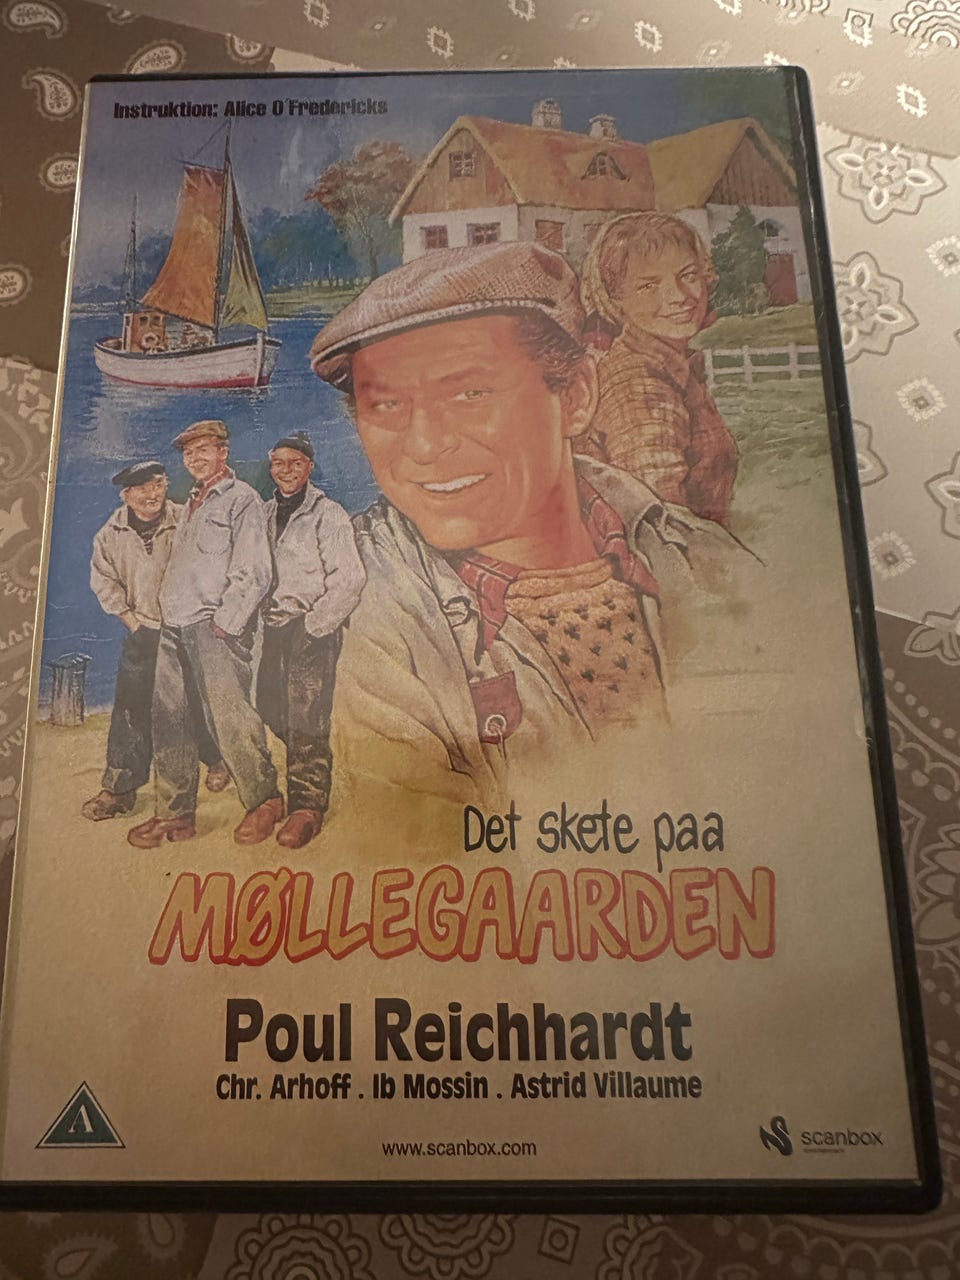 Instruktion: Alice O'Fredericks
Det skete paa
MØLLEGAARDEN
Poul Reichhardt
Chr. Arhoff . Ib Mossin . Astrid Villaume
A
www.scanbox.com
scanbox